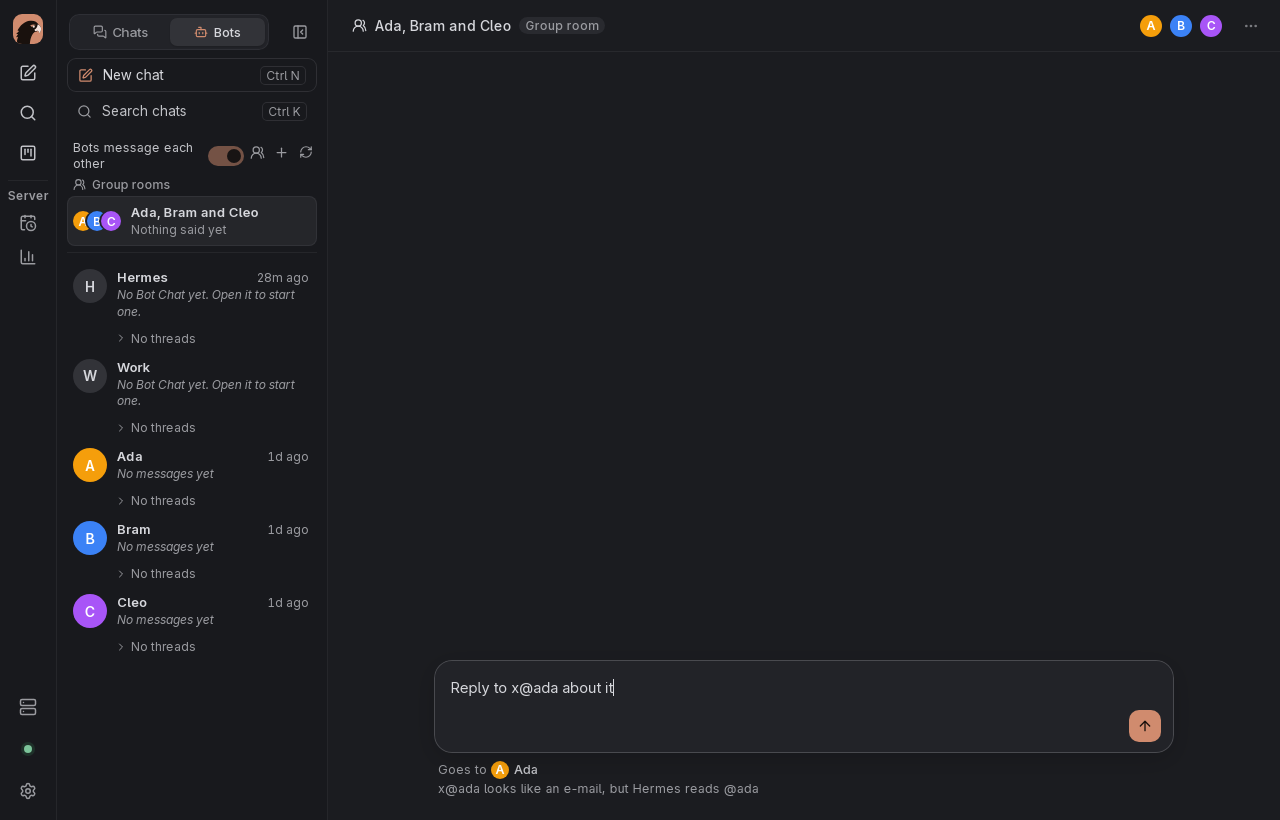 Chats
Bots
New chat
Ctrl N
Search chats
Ctrl K
Server
Bots message each
other
Group rooms
A B C
Ada, Bram and Cleo
Nothing said yet
H
Hermes
28m ago
No Bot Chat yet. Open it to start
one.
No threads
W
Work
No Bot Chat yet. Open it to start
one.
No threads
A
Ada
1d ago
No messages yet
No threads
B
Bram
1d ago
No messages yet
No threads
C
Cleo
1d ago
No messages yet
No threads
Ada, Bram and Cleo
Group room
A B C
Reply to x@ada about it
Goes to A Ada
x@ada looks like an e-mail, but Hermes reads @ada